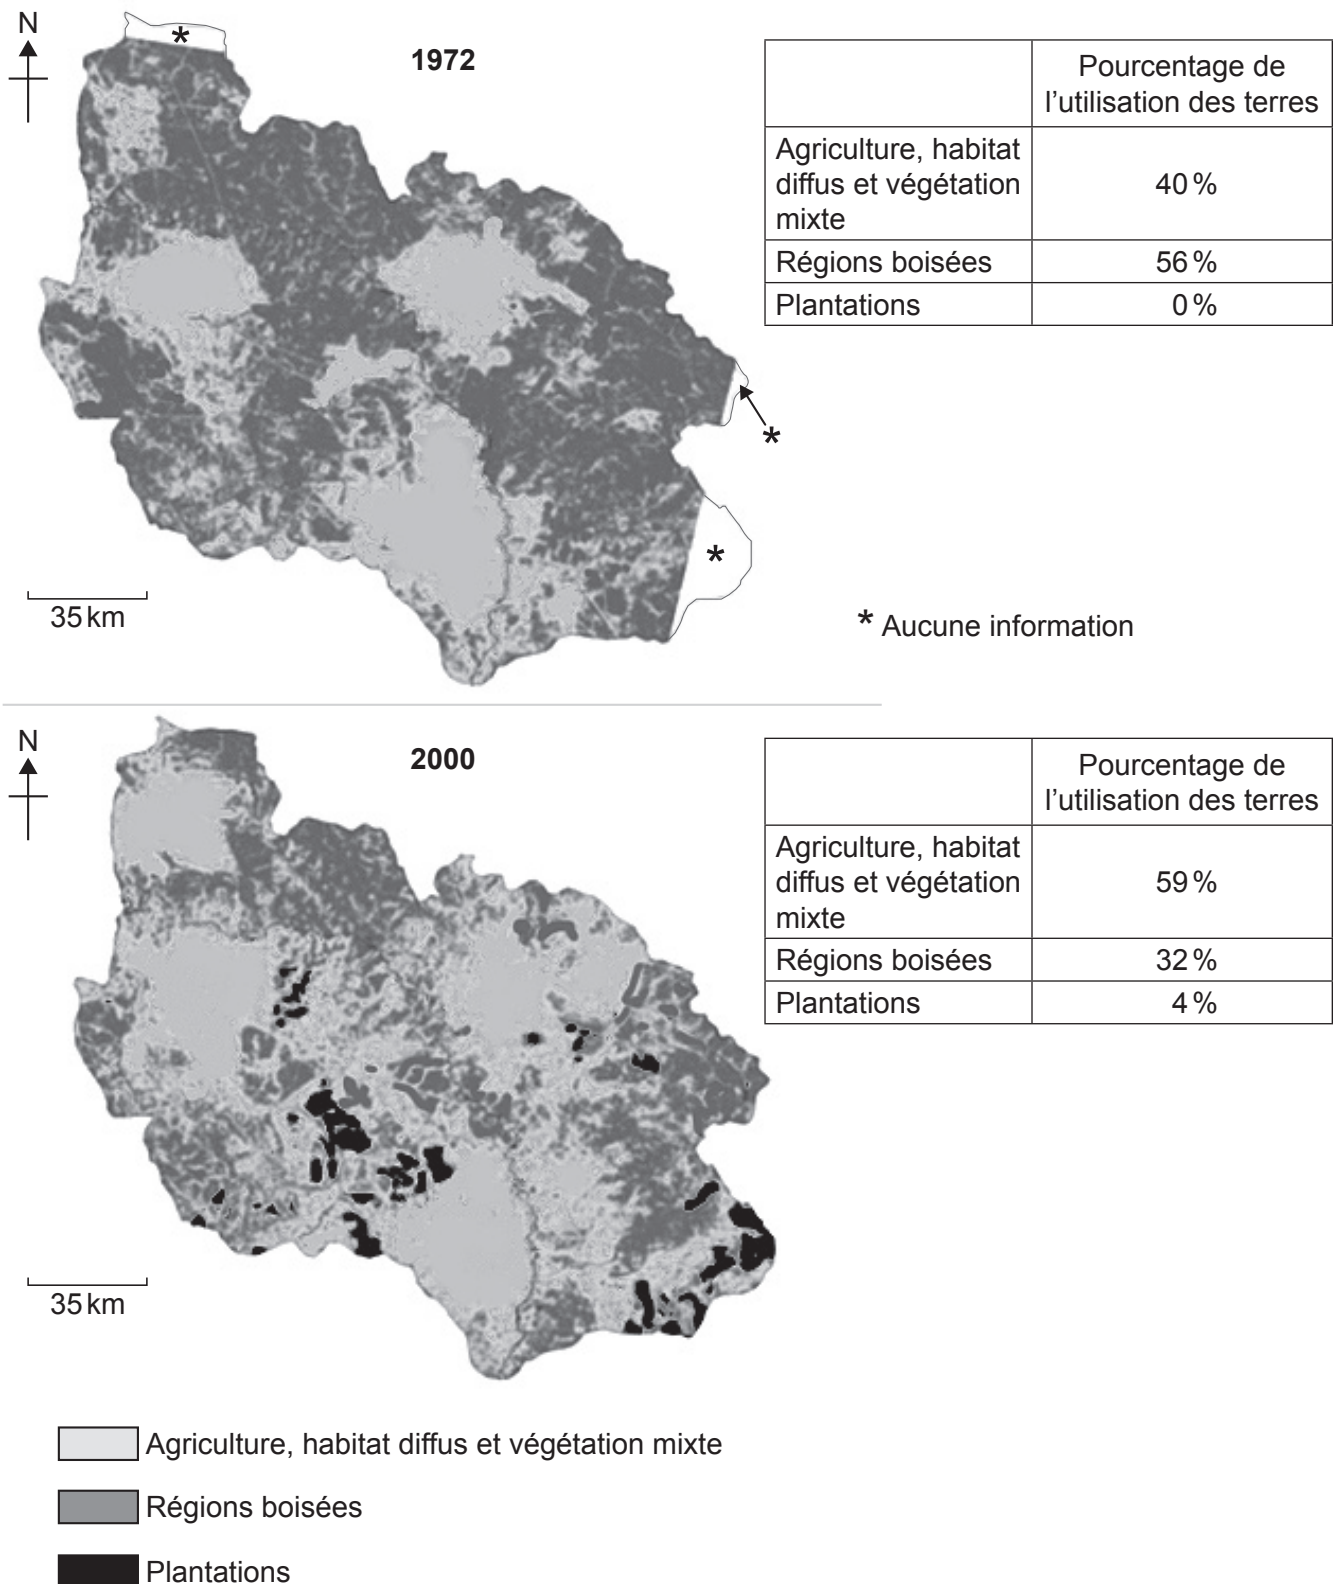 N
*
1972
Pourcentage de
l’utilisation des terres
Agriculture, habitat
diffus et végétation
mixte
40 %
Régions boisées
56 %
Plantations
0 %
*
*
35 km
* Aucune information
N
2000
Pourcentage de
l’utilisation des terres
Agriculture, habitat
diffus et végétation
mixte
59 %
Régions boisées
32 %
Plantations
4 %
35 km
Agriculture, habitat diffus et végétation mixte
Régions boisées
Plantations